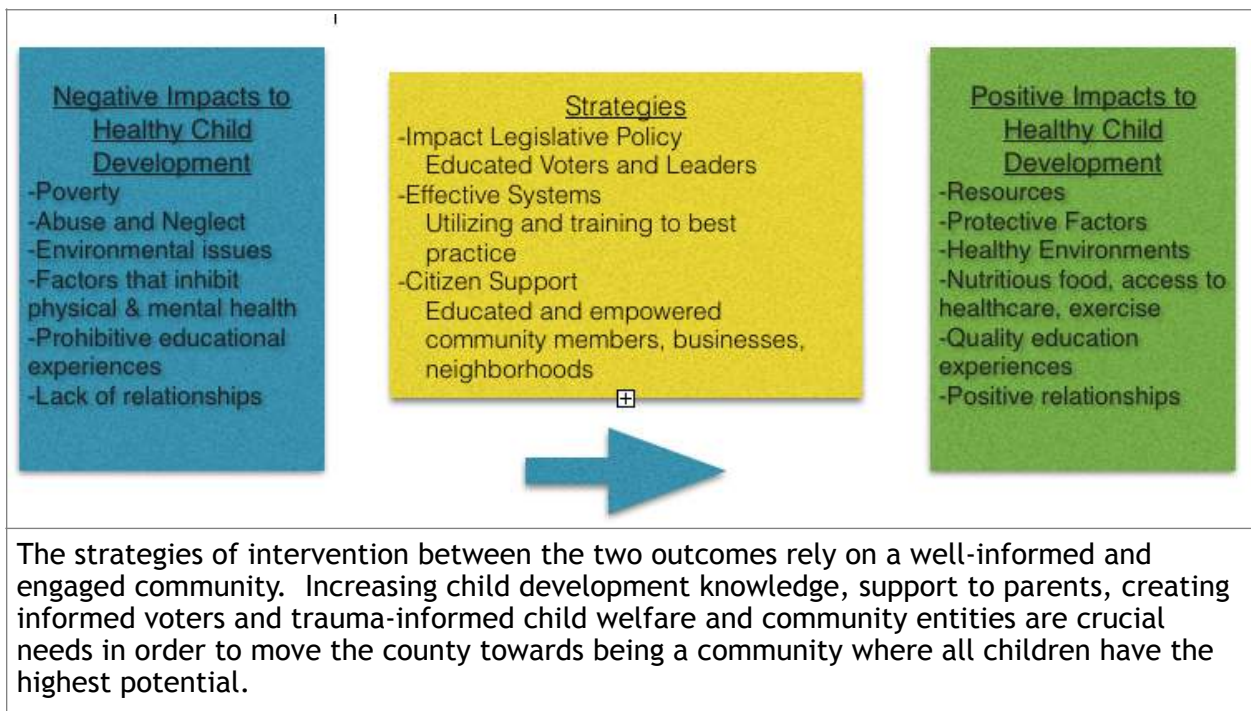 Negative Impacts to
Healthy Child
Development
-Poverty
-Abuse and Neglect
-Environmental issues
-Factors that inhibit
physical & mental health
-Prohibitive educational
experiences
-Lack of relationships
Strategies
-Impact Legislative Policy
Educated Voters and Leaders
-Effective Systems
Utilizing and training to best
practice
-Citizen Support
Educated and empowered
community members, businesses,
neighborhoods
Positive Impacts to
Healthy Child
Development
-Resources
-Protective Factors
-Healthy Environments
-Nutritious food, access to
healthcare, exercise
-Quality education
experiences
-Positive relationships
The strategies of intervention between the two outcomes rely on a well-informed and
engaged community.  Increasing child development knowledge, support to parents, creating
informed voters and trauma-informed child welfare and community entities are crucial
needs in order to move the county towards being a community where all children have the
highest potential.